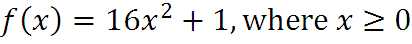 f(x) = 16x² + 1, where x ≥ 0